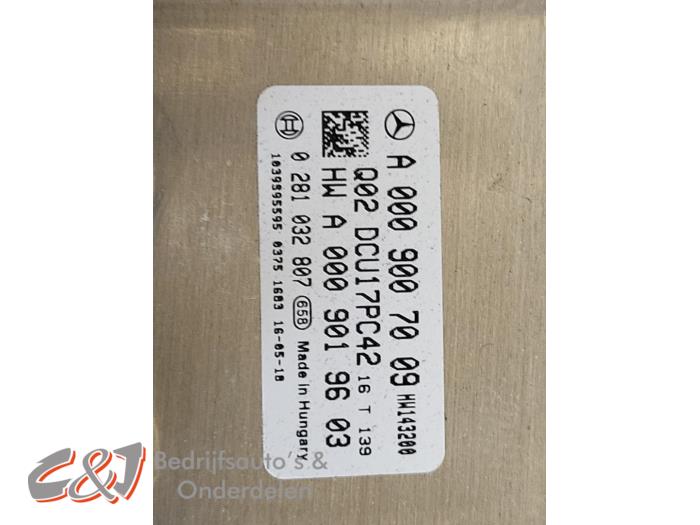 A 000 900 70 09 HW143200
Q02 DCU17PC42 16 T 139
HW A 000 901 96 03
0 281 032 807 658 Made in Hungary
1039S95595 0375 1683 16-05-18
C&J Bedrijfsauto's &
Onderdelen